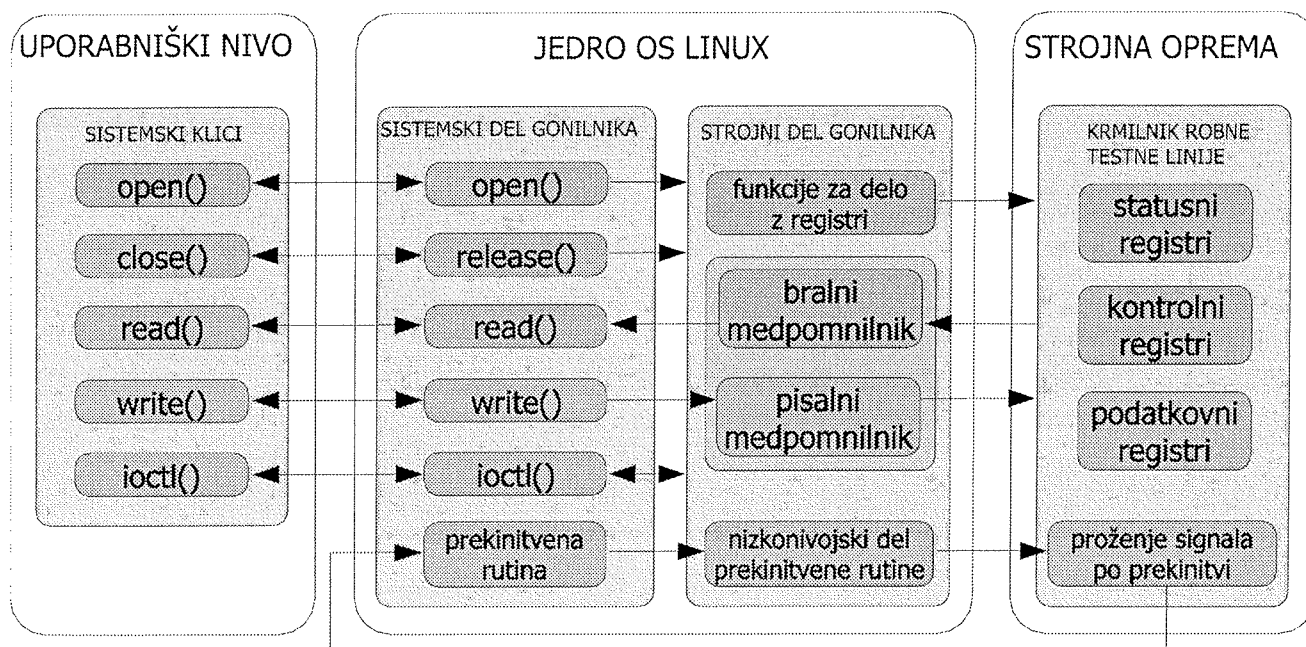 UPORABNIŠKI NIVO
SISTEMSKI KLICI
open()
close()
read()
write()
ioctl()
JEDRO OS LINUX
SISTEMSKI DEL GONILNIKA
open()
release()
read()
write()
ioctl()
prekinitvena
rutina
STROJNI DEL GONILNIKA
funkcije za delo
z registri
bralni
medpomnilnik
pisalni
medpomnilnik
nizkonivojski del
prekinitvene rutine
STROJNA OPREMA
KRMILNIK ROBNE
TESTNE LINIJE
statusni
registri
kontrolni
registri
podatkovni
registri
proženje signala
po prekinitvi